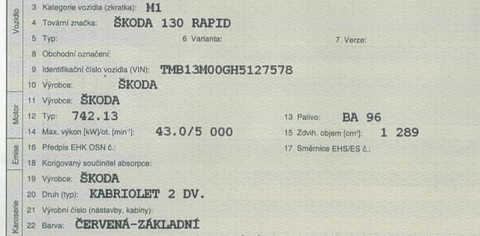 Vozidlo
3 Kategorie vozidla (zkratka): M1
4 Tovární značka: ŠKODA 130 RAPID
5 Typ: 6 Varianta: 7 Verze:
8 Obchodní označení:
9 Identifikační číslo vozidla (VIN): TMB13M00GH5127578
10 Výrobce: ŠKODA
Motor
11 Výrobce: ŠKODA
12 Typ: 742.13 13 Palivo: BA 96
14 Max. výkon [kW]/ot. [min⁻¹]: 43.0/5 000 15 Zdvih. objem [cm³]: 1 289
Emise
16 Předpis EHK OSN č.: 17 Směrnice EHS/ES č.:
18 Korigovaný součinitel absorpce:
Karoserie
19 Výrobce: ŠKODA
20 Druh (typ): KABRIOLET 2 DV.
21 Výrobní číslo (nástavby, kabiny):
22 Barva: ČERVENÁ-ZÁKLADNÍ